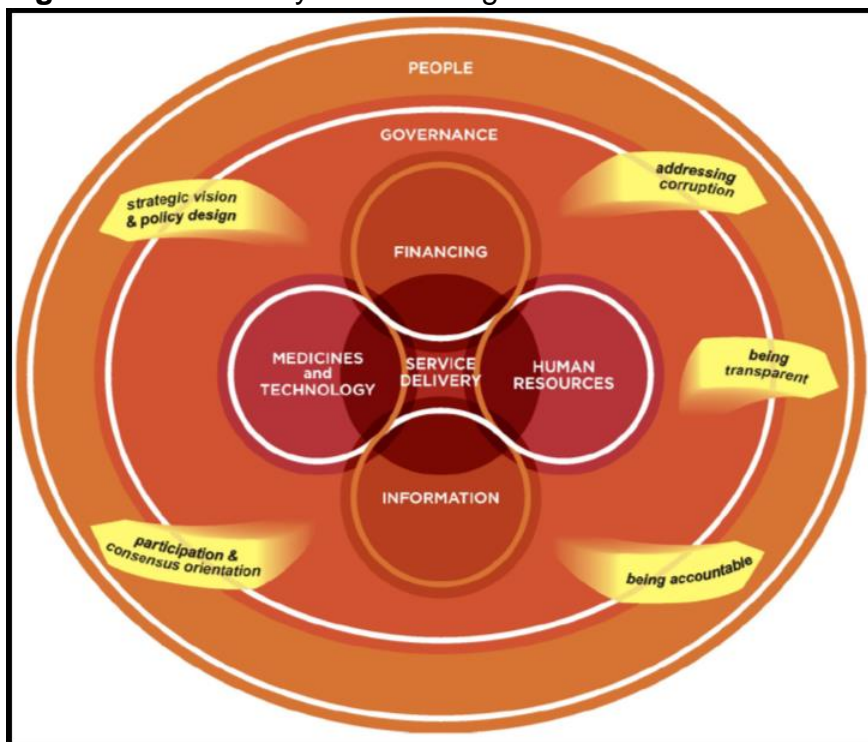 PEOPLE
GOVERNANCE
addressing
corruption
strategic vision
& policy design
FINANCING
being
transparent
MEDICINES
and
TECHNOLOGY
SERVICE
DELIVERY
HUMAN
RESOURCES
INFORMATION
participation &
consensus orientation
being accountable